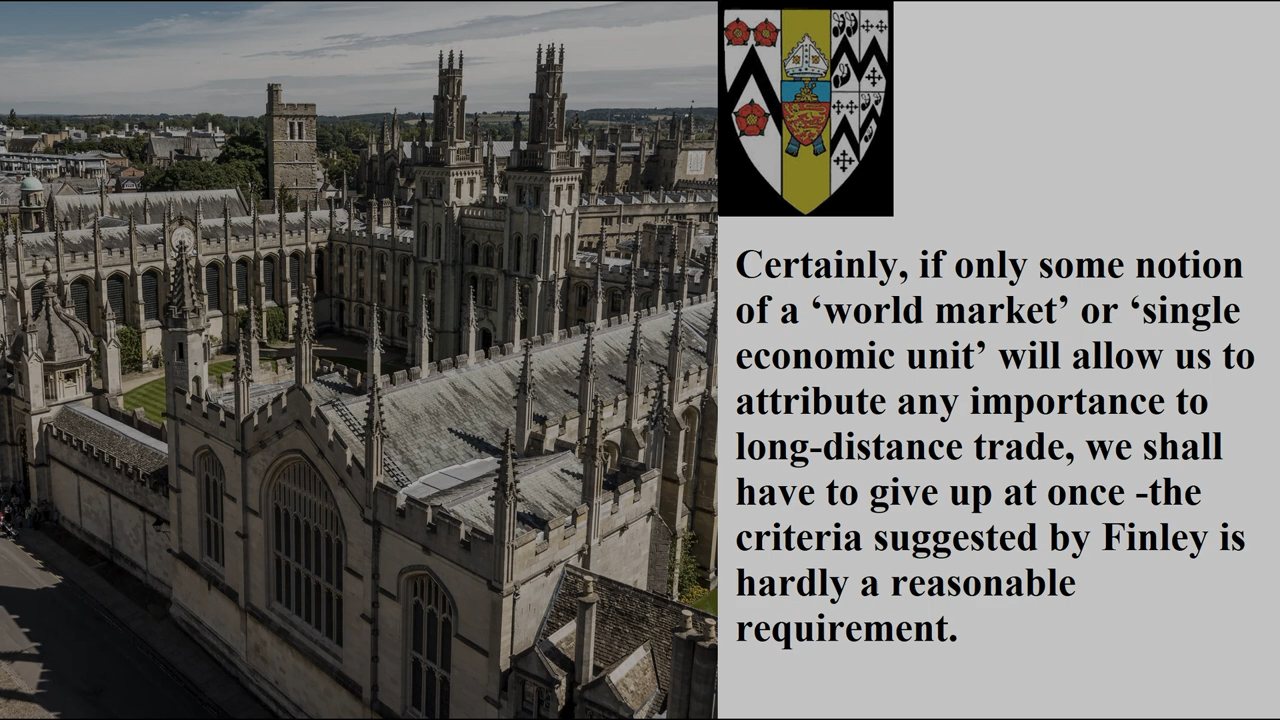 Certainly, if only some notion
of a ‘world market’ or ‘single
economic unit’ will allow us to
attribute any importance to
long-distance trade, we shall
have to give up at once -the
criteria suggested by Finley is
hardly a reasonable
requirement.